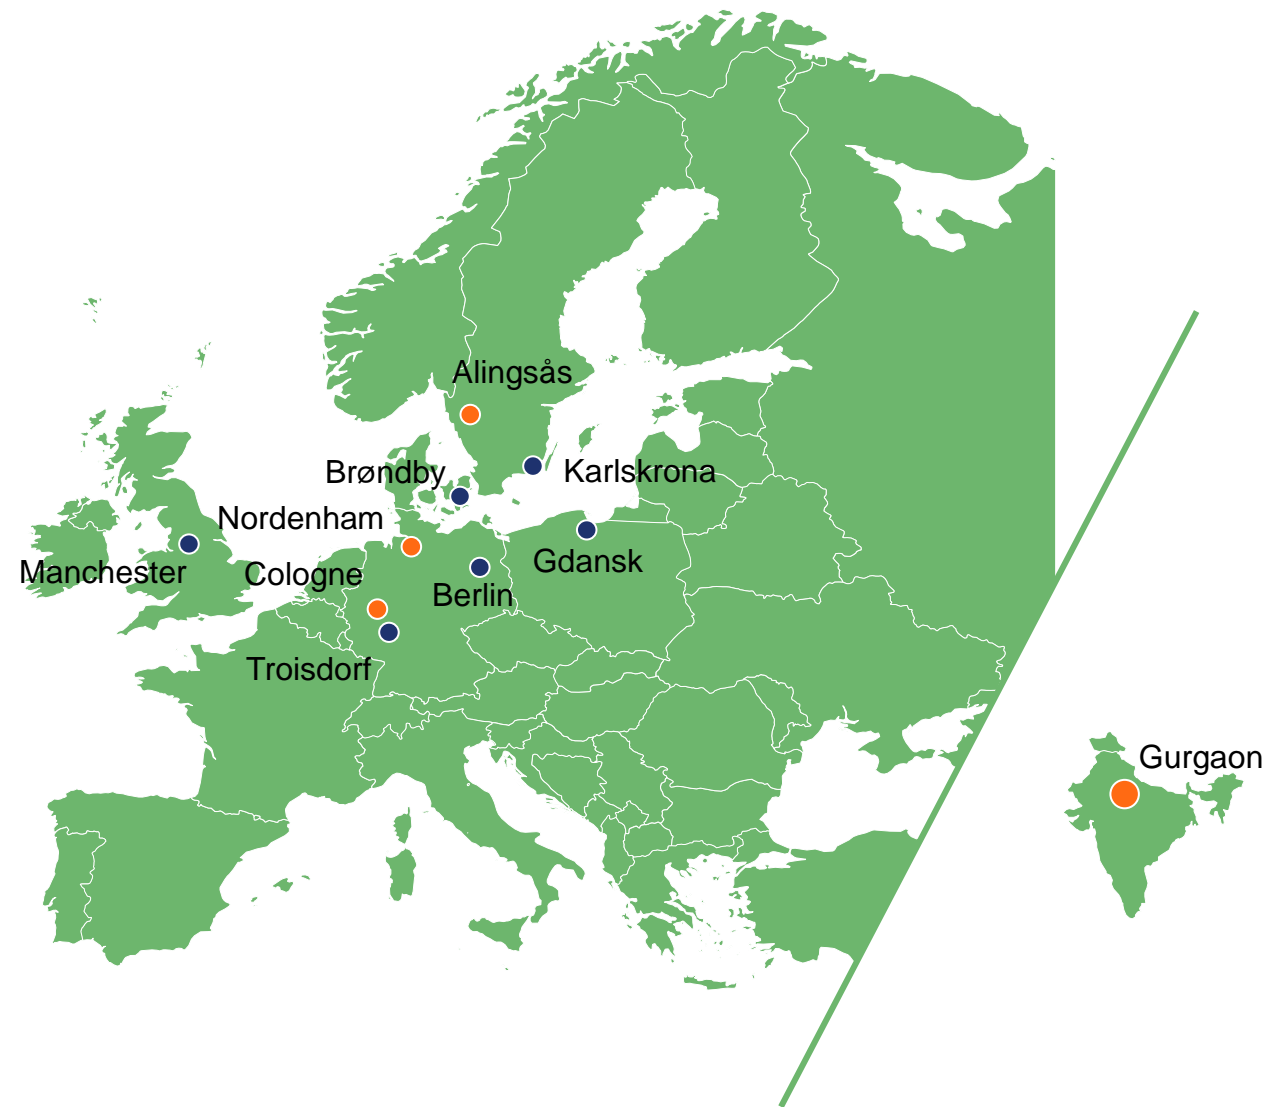 Alingsås
Brøndby
Karlskrona
Nordenham
Gdansk
Manchester
Cologne
Berlin
Troisdorf
Gurgaon